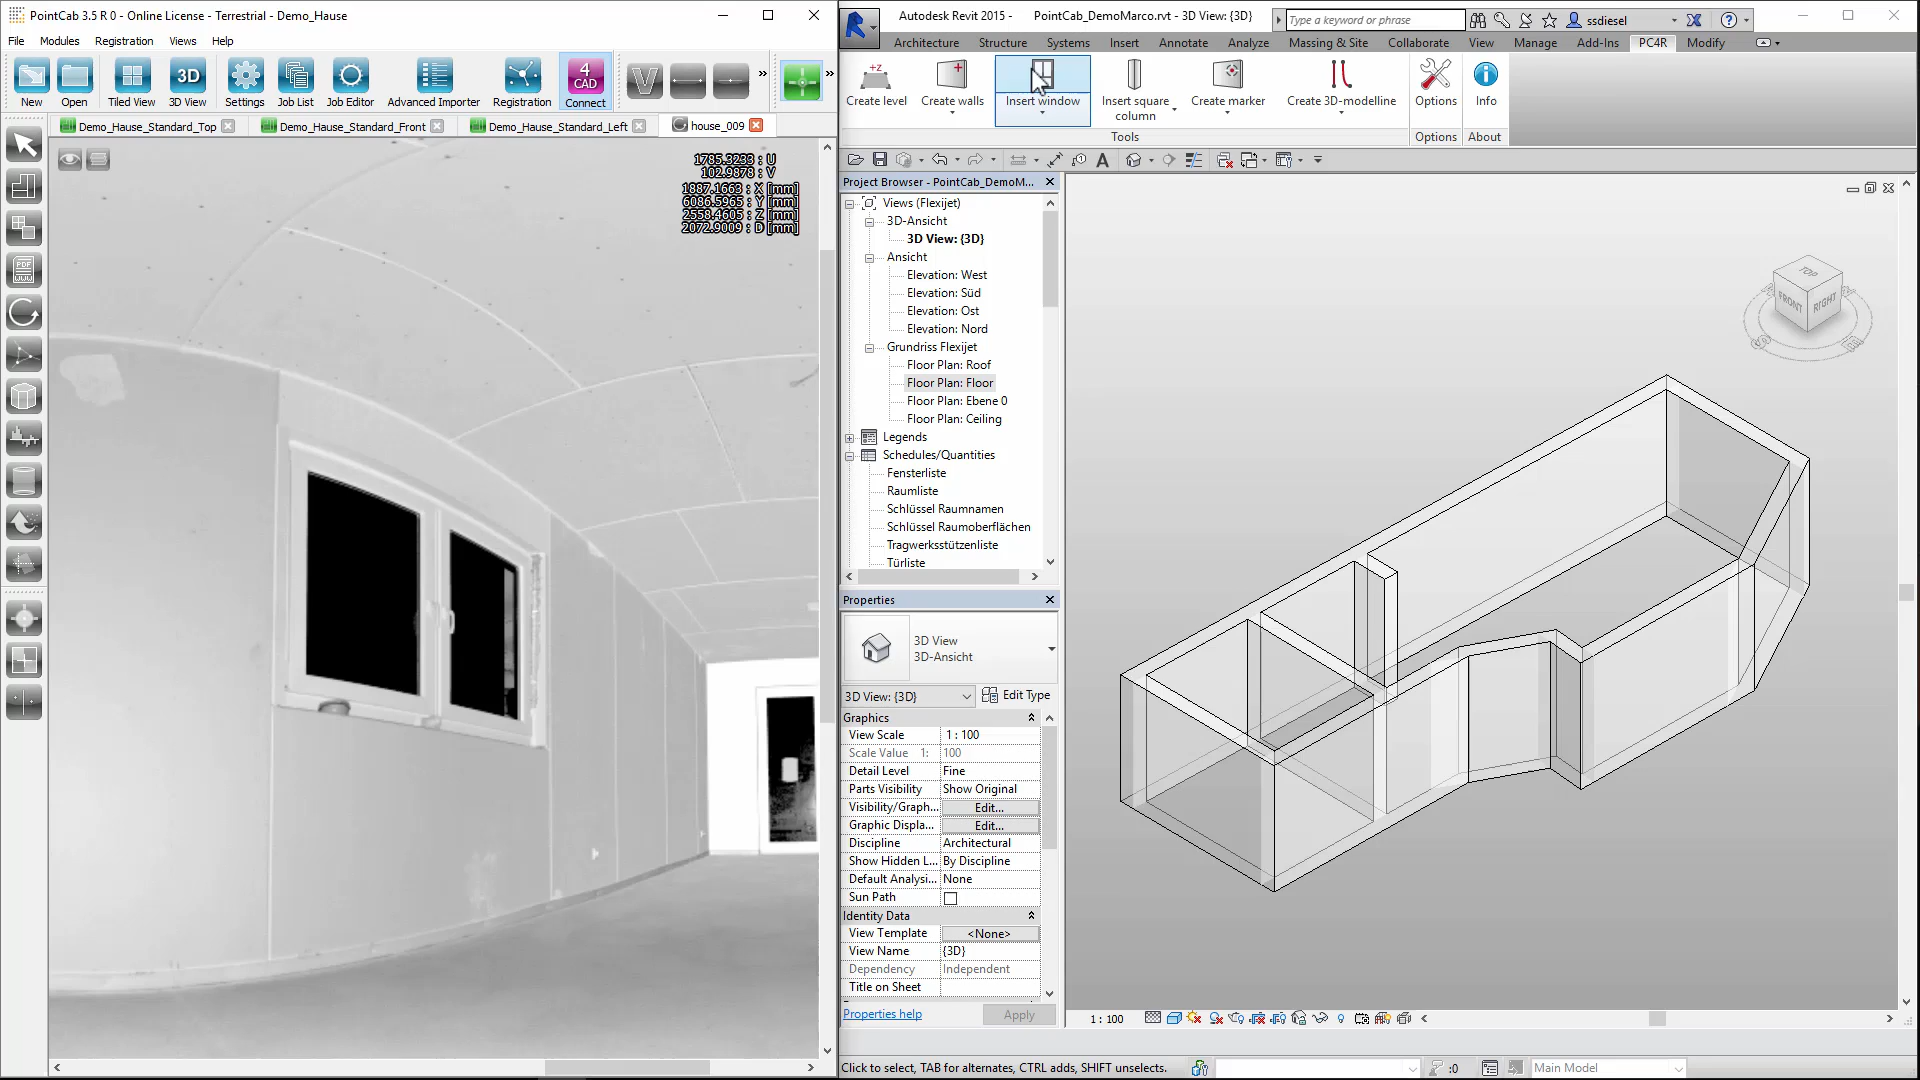 PointCab 3.5 R 0 - Online License - Terrestrial - Demo_Hause
File Modules Registration Views Help
New Open Tiled View 3D 3D View Settings Job List Job Editor Advanced Importer Registration 4 CAD Connect
Demo_Hause_Standard_Top Demo_Hause_Standard_Front Demo_Hause_Standard_Left house_009
PDF
1785.3233 : U
102.9878 : V
1887.1663 : X [mm]
6086.5965 : Y [mm]
2558.4605 : Z [mm]
2072.9009 : D [mm]
Autodesk Revit 2015 - PointCab_DemoMarco.rvt - 3D View: {3D} Type a keyword or phrase ssdiesel
Architecture Structure Systems Insert Annotate Analyze Massing & Site Collaborate View Manage Add-Ins PC4R Modify
Create level Create walls Insert window Insert square column Create marker Create 3D-modelline Options Info
Tools Options About
Project Browser - PointCab_DemoM...
Views (Flexijet)
3D-Ansicht
3D View: {3D}
Ansicht
Elevation: West
Elevation: Süd
Elevation: Ost
Elevation: Nord
Grundriss Flexijet
Floor Plan: Roof
Floor Plan: Floor
Floor Plan: Ebene 0
Floor Plan: Ceiling
Legends
Schedules/Quantities
Fensterliste
Raumliste
Schlüssel Raumnamen
Schlüssel Raumoberflächen
Tragwerksstützenliste
Türliste
Properties
3D View
3D-Ansicht
3D View: {3D} Edit Type
Graphics
View Scale 1 : 100
Scale Value 1: 100
Detail Level Fine
Parts Visibility Show Original
Visibility/Graph... Edit...
Graphic Displa... Edit...
Discipline Architectural
Show Hidden L... By Discipline
Default Analysi... None
Sun Path
Identity Data
View Template <None>
View Name {3D}
Dependency Independent
Title on Sheet
Properties help Apply
TOP
FRONT RIGHT
1 : 100
Click to select, TAB for alternates, CTRL adds, SHIFT unselects. :0 Main Model